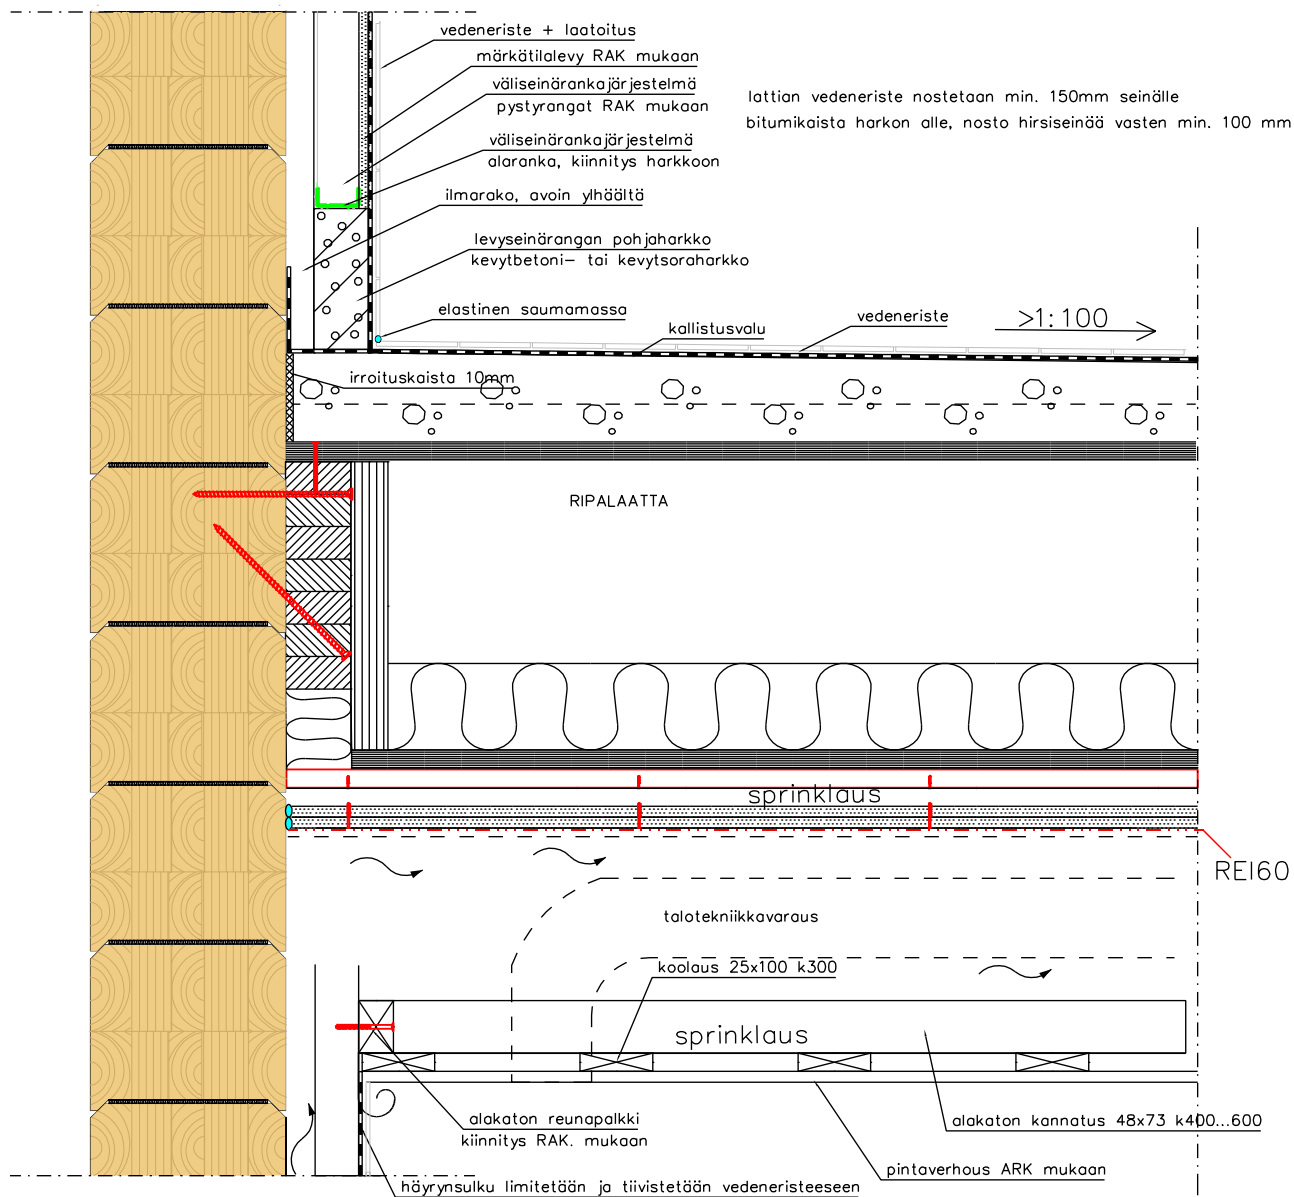 vedeneriste + laatoitus
märkätilalevy RAK mukaan
väliseinärankajärjestelmä
pystyrangat RAK mukaan
lattian vedeneriste nostetaan min. 150mm seinälle
bitumikaista harkon alle, nosto hirsiseinää vasten min. 100 mm
väliseinärankajärjestelmä
alaranka, kiinnitys harkkoon
ilmarako, avoin ylhäältä
levyseinärangan pohjaharkko
kevytbetoni- tai kevytsoraharkko
elastinen saumamassa
kallistusvalu
vedeneriste
>1:100
irroituskaista 10mm
RIPALAATTA
sprinklaus
REI60
talotekniikkavaraus
koolaus 25x100 k300
sprinklaus
alakaton reunapalkki
kiinnitys RAK. mukaan
alakaton kannatus 48x73 k400...600
pintaverhous ARK mukaan
häyrynsulku limitetään ja tiivistetään vedeneristeeseen